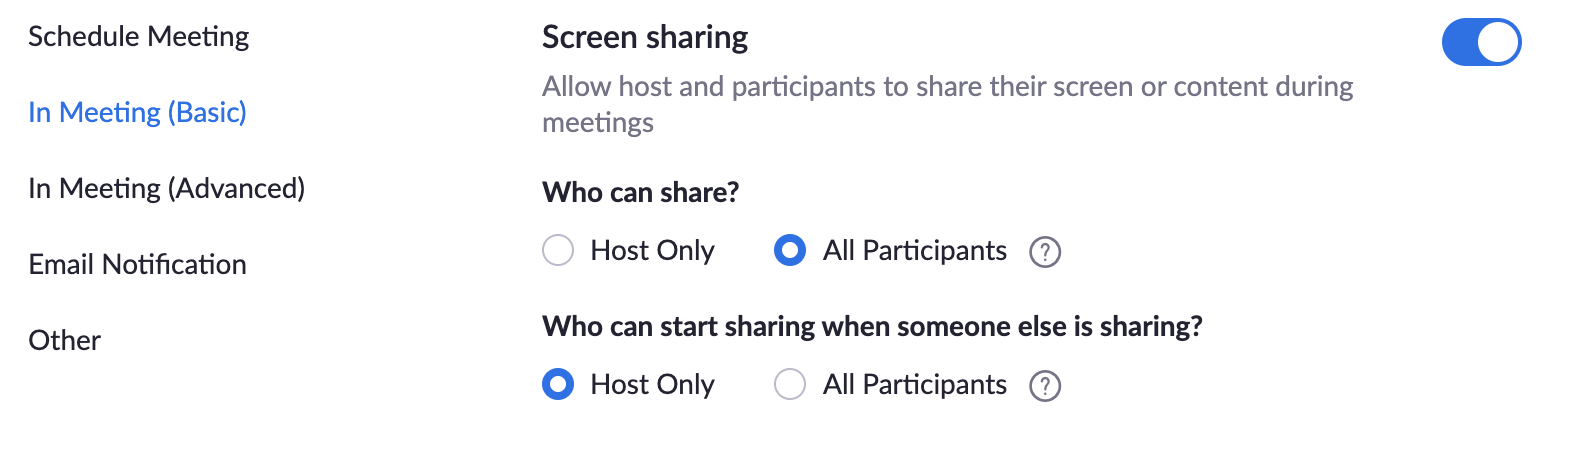 Schedule Meeting
In Meeting (Basic)
In Meeting (Advanced)
Email Notification
Other
Screen sharing
Allow host and participants to share their screen or content during
meetings
Who can share?
Host Only All Participants ?
Who can start sharing when someone else is sharing?
Host Only All Participants ?